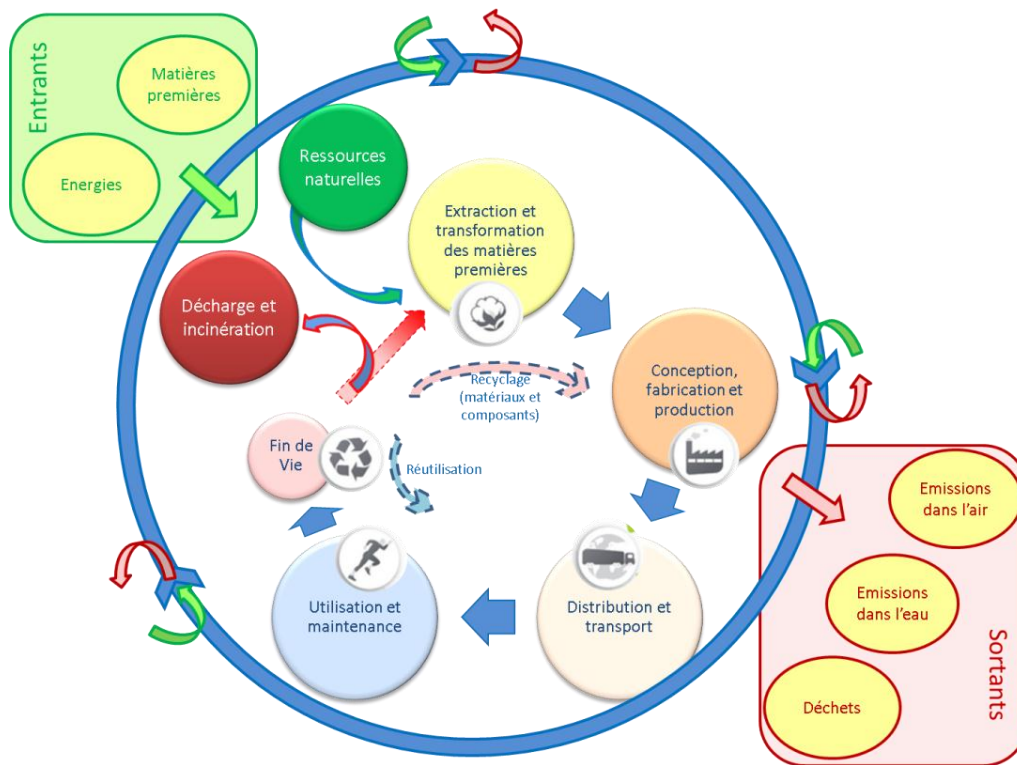 Entrants
Matières
premières
Energies
Ressources
naturelles
Extraction et
transformation
des matières
premières
Décharge et
incinération
Conception,
fabrication et
production
Recyclage
(matériaux et
composants)
Fin de
Vie
Réutilisation
Utilisation et
maintenance
Distribution et
transport
Emissions
dans l'air
Emissions
dans l'eau
Déchets
Sortants